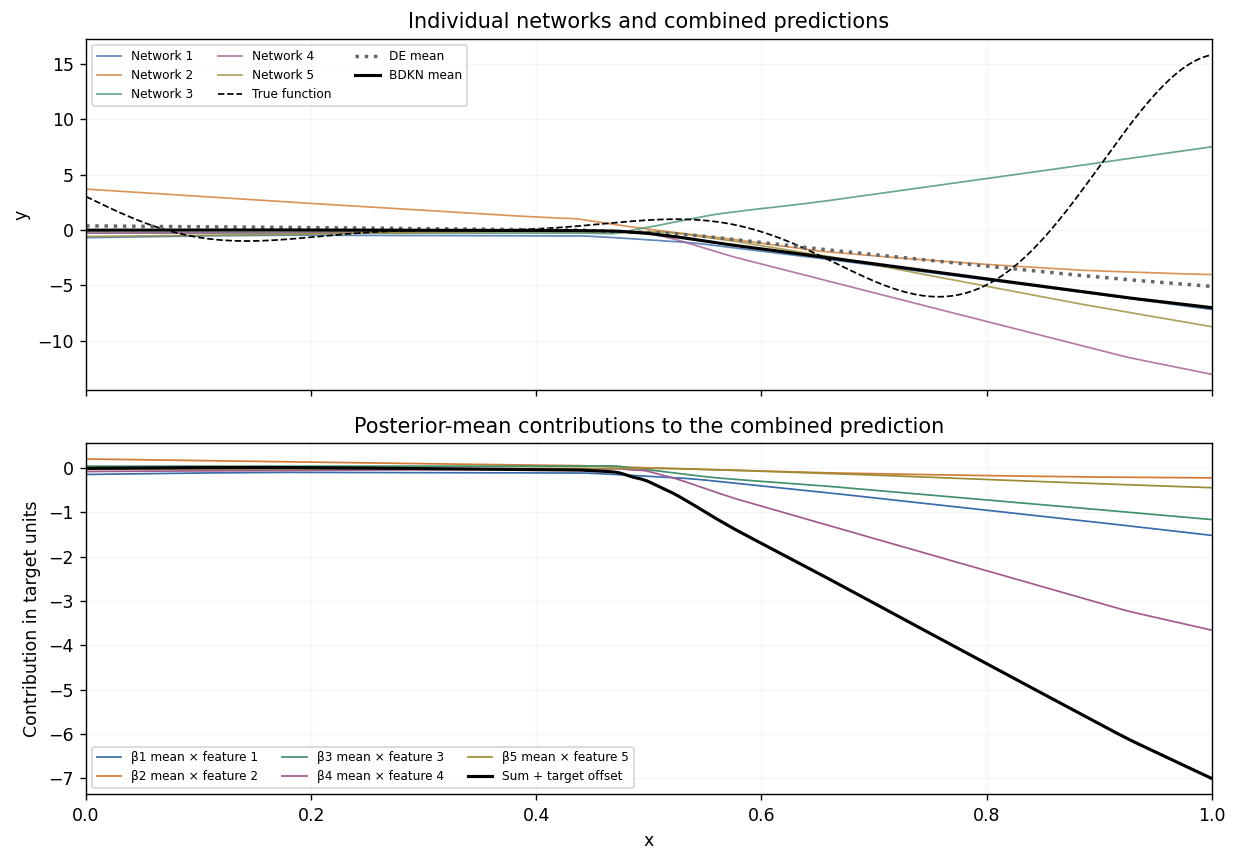 Individual networks and combined predictions
Network 1
Network 2
Network 3
Network 4
Network 5
True function
DE mean
BDKN mean
15
10
5
0
−5
−10
y
Posterior-mean contributions to the combined prediction
0
−1
−2
−3
−4
−5
−6
−7
Contribution in target units
β1 mean × feature 1
β2 mean × feature 2
β3 mean × feature 3
β4 mean × feature 4
β5 mean × feature 5
Sum + target offset
0.0 0.2 0.4 0.6 0.8 1.0
x